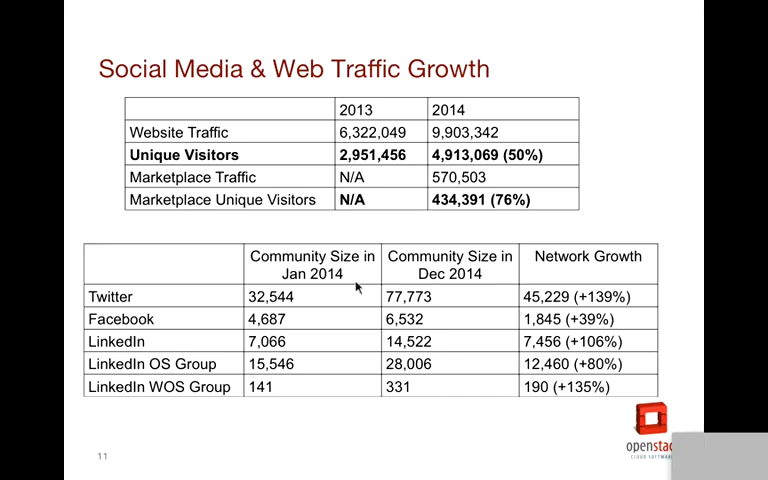 Social Media & Web Traffic Growth
2013 2014
Website Traffic 6,322,049 9,903,342
Unique Visitors 2,951,456 4,913,069 (50%)
Marketplace Traffic N/A 570,503
Marketplace Unique Visitors N/A 434,391 (76%)
Community Size in Jan 2014 Community Size in Dec 2014 Network Growth
Twitter 32,544 77,773 45,229 (+139%)
Facebook 4,687 6,532 1,845 (+39%)
LinkedIn 7,066 14,522 7,456 (+106%)
LinkedIn OS Group 15,546 28,006 12,460 (+80%)
LinkedIn WOS Group 141 331 190 (+135%)
11